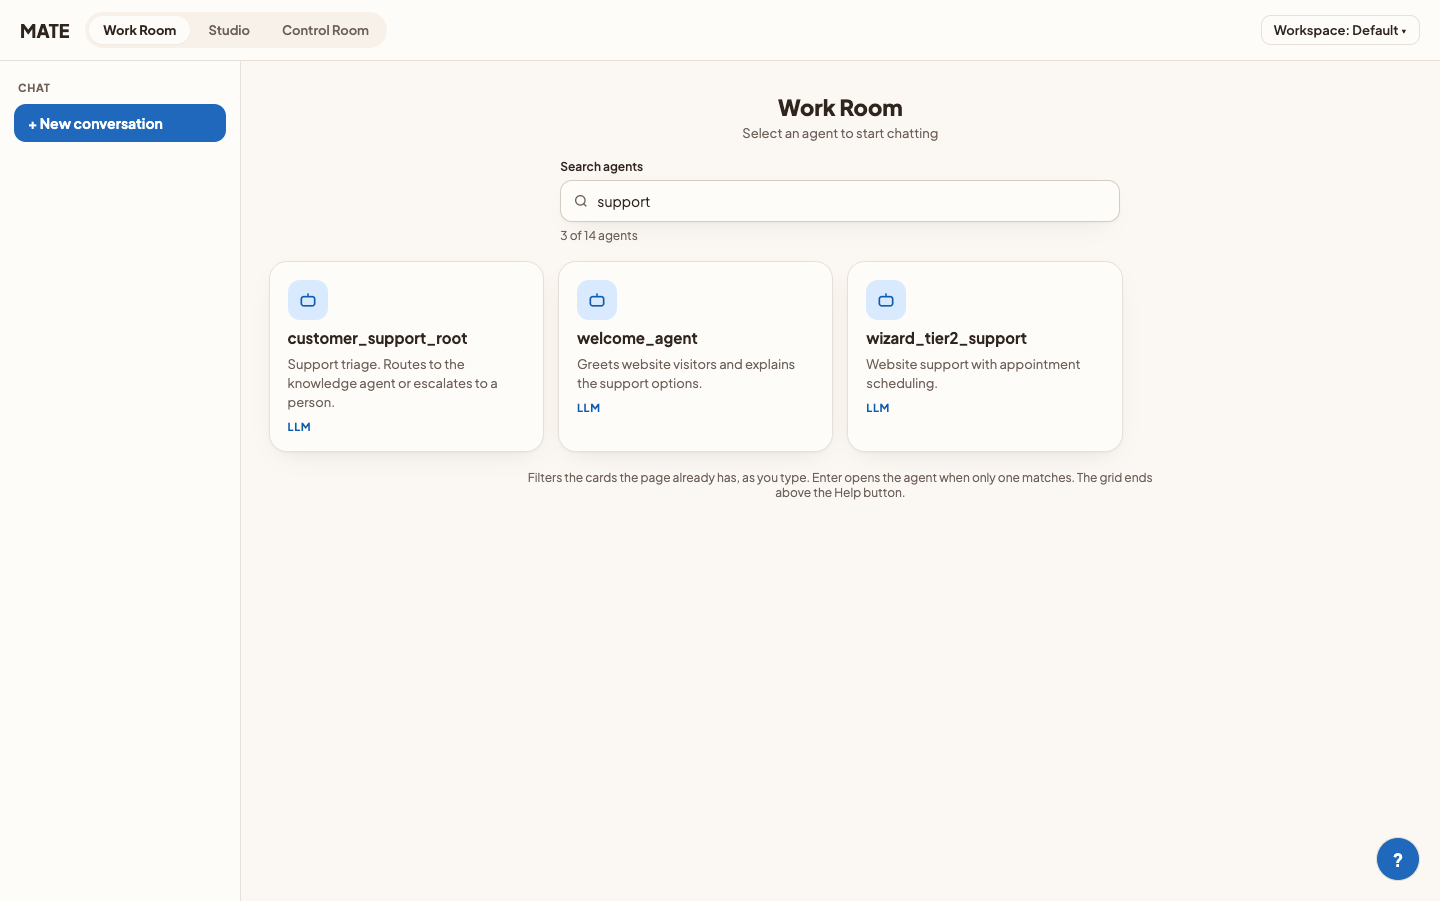 MATE
Work Room
Studio
Control Room
Workspace: Default ▾
CHAT
+ New conversation
Work Room
Select an agent to start chatting
Search agents
support
3 of 14 agents
customer_support_root
Support triage. Routes to the
knowledge agent or escalates to a
person.
LLM
welcome_agent
Greets website visitors and explains
the support options.
LLM
wizard_tier2_support
Website support with appointment
scheduling.
LLM
Filters the cards the page already has, as you type. Enter opens the agent when only one matches. The grid ends
above the Help button.
?